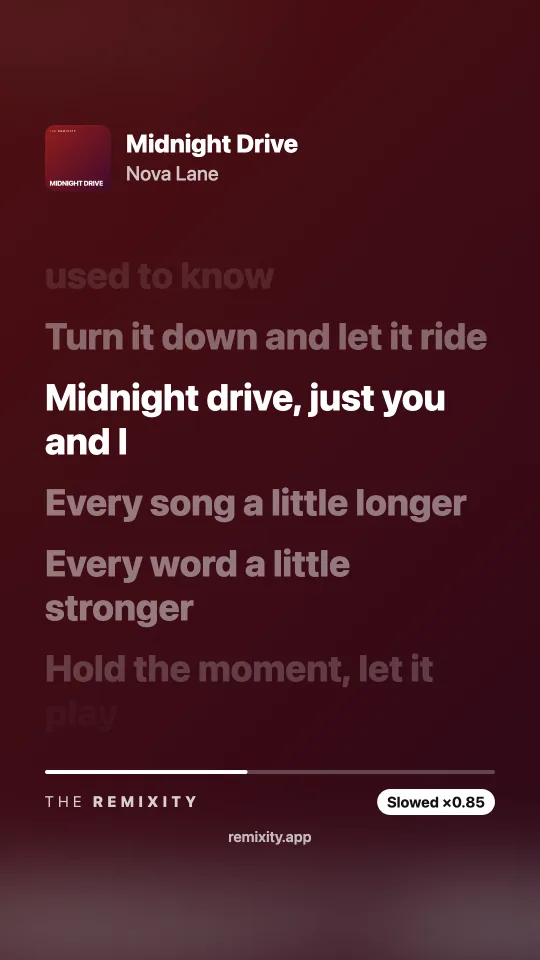 THE REMIXITY
MIDNIGHT DRIVE
Midnight Drive
Nova Lane
used to know
Turn it down and let it ride
Midnight drive, just you
and I
Every song a little longer
Every word a little
stronger
Hold the moment, let it
play
THE REMIXITY
Slowed ×0.85
remixity.app